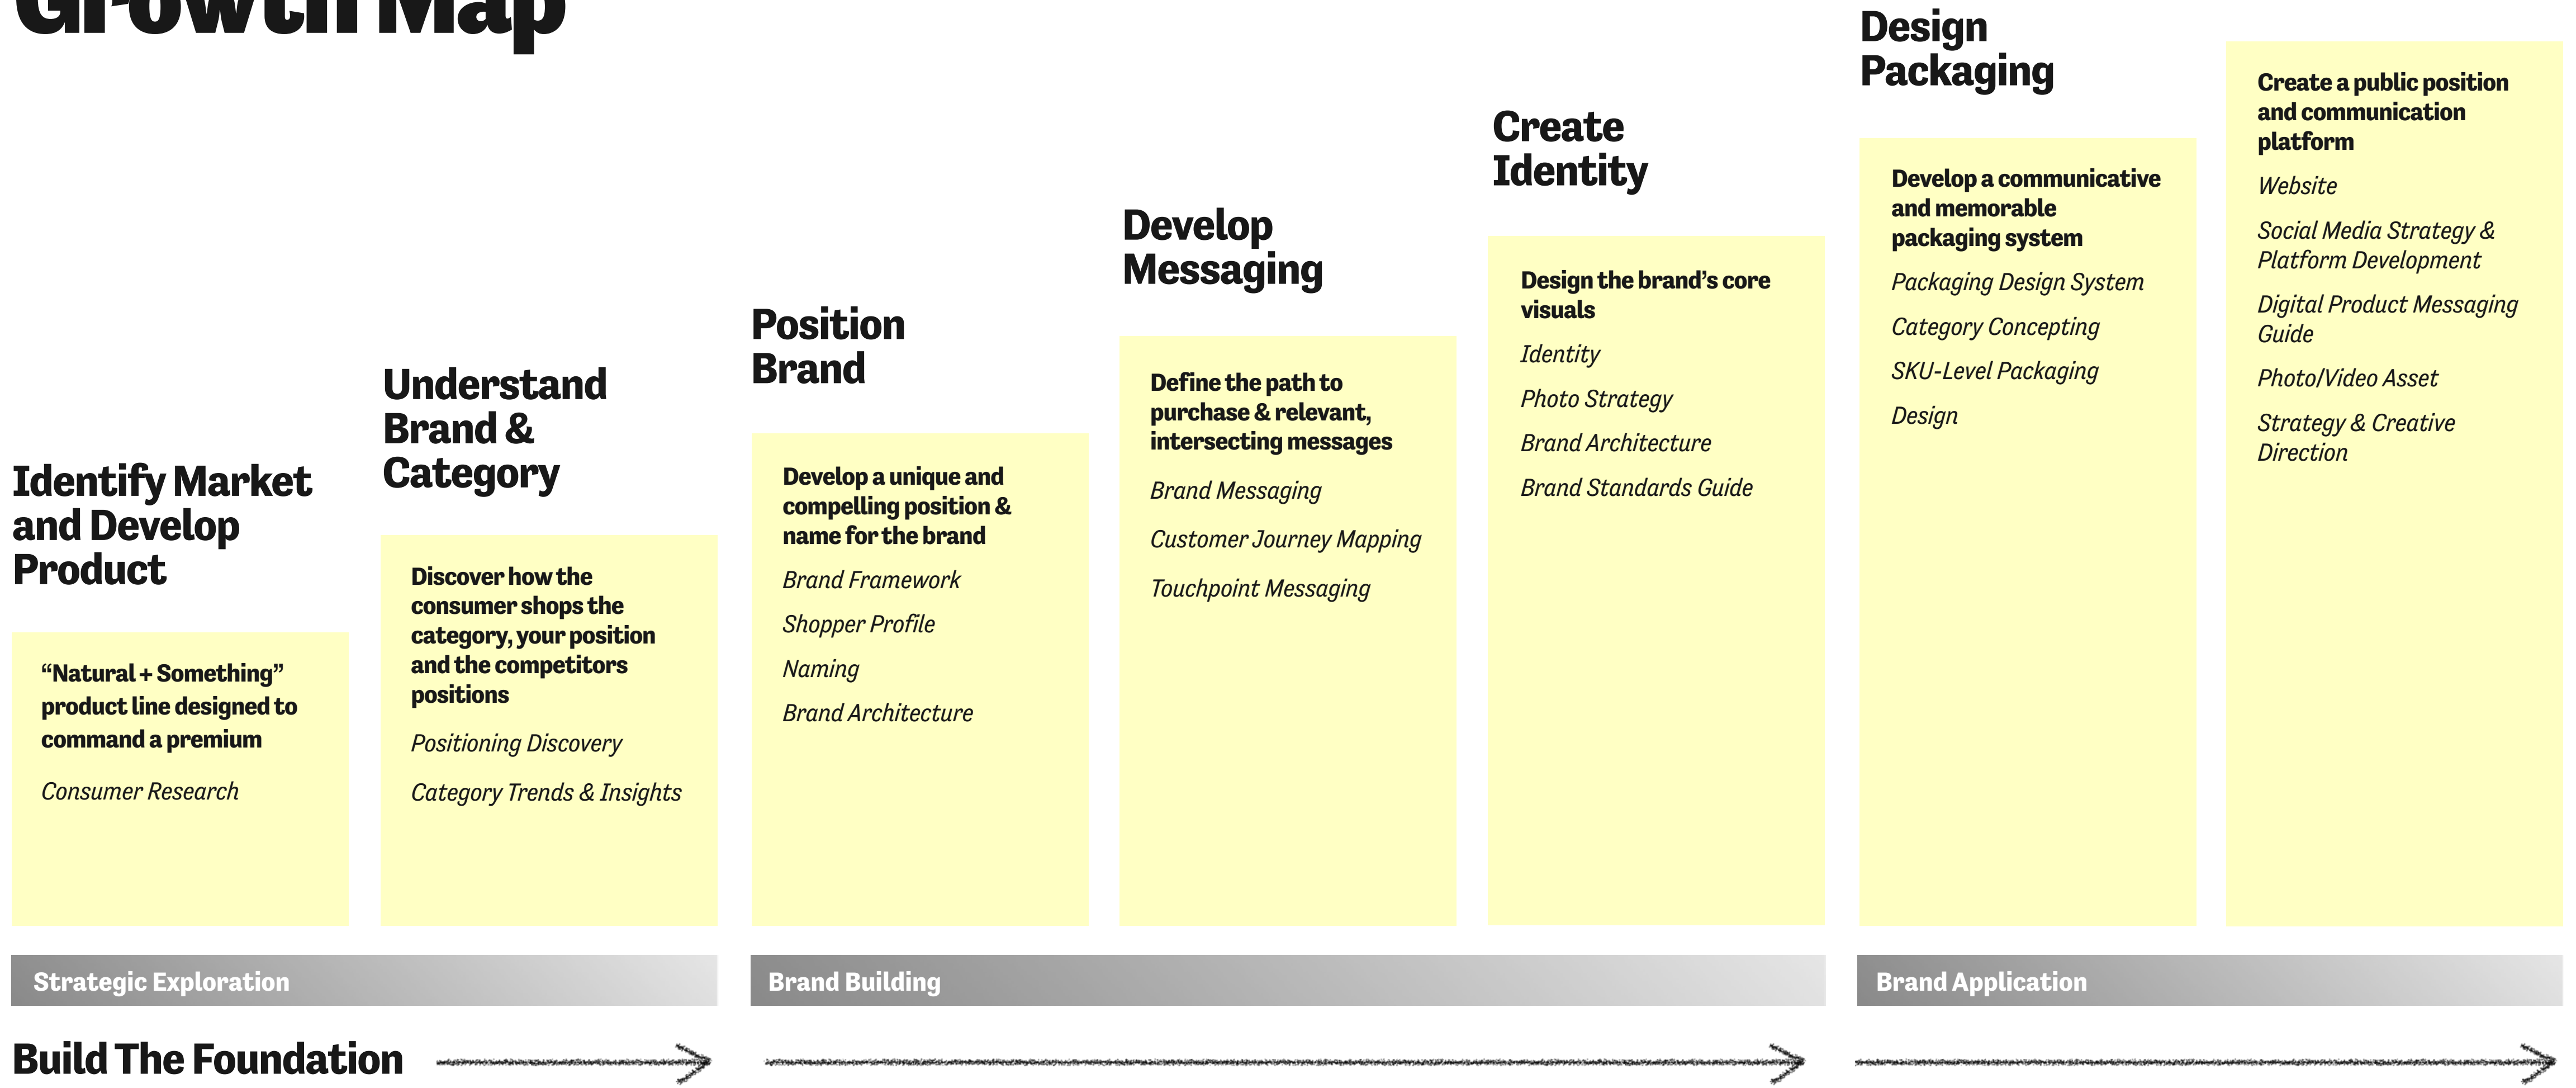 Growth Map
Identify Market
and Develop
Product
“Natural + Something”
product line designed to
command a premium
Consumer Research
Understand
Brand &
Category
Discover how the
consumer shops the
category, your position
and the competitors
positions
Positioning Discovery
Category Trends & Insights
Position
Brand
Develop a unique and
compelling position &
name for the brand
Brand Framework
Shopper Profile
Naming
Brand Architecture
Develop
Messaging
Define the path to
purchase & relevant,
intersecting messages
Brand Messaging
Customer Journey Mapping
Touchpoint Messaging
Create
Identity
Design the brand’s core
visuals
Identity
Photo Strategy
Brand Architecture
Brand Standards Guide
Design
Packaging
Develop a communicative
and memorable
packaging system
Packaging Design System
Category Concepting
SKU-Level Packaging
Design
Create a public position
and communication
platform
Website
Social Media Strategy &
Platform Development
Digital Product Messaging
Guide
Photo/Video Asset
Strategy & Creative
Direction
Strategic Exploration
Brand Building
Brand Application
Build The Foundation